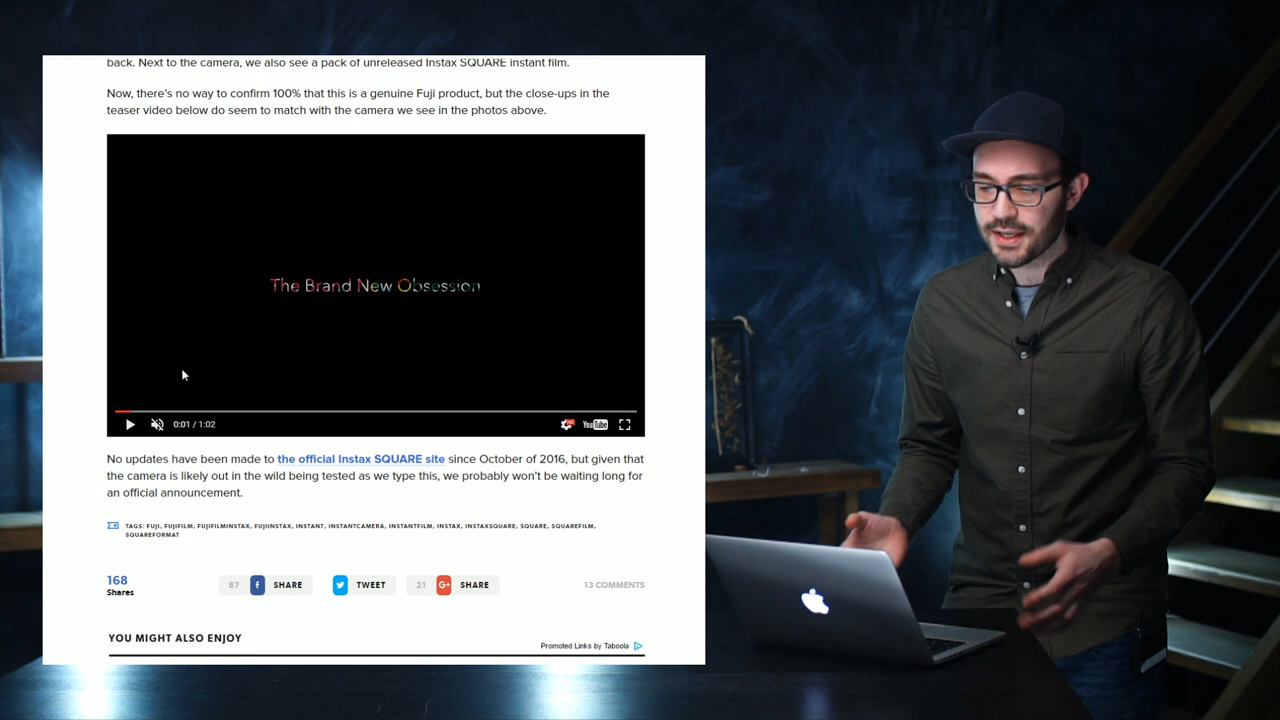 back. Next to the camera, we also see a pack of unreleased Instax SQUARE instant film.
Now, there's no way to confirm 100% that this is a genuine Fuji product, but the close-ups in the
teaser video below do seem to match with the camera we see in the photos above.
The Brand New Obsession
0:01 / 1:02
YouTube
No updates have been made to the official Instax SQUARE site since October of 2016, but given that
the camera is likely out in the wild being tested as we type this, we probably won't be waiting long for
an official announcement.
TAGS: FUJI, FUJIFILM, FUJIFILMINSTAX, FUJIINSTAX, INSTANT, INSTANTCAMERA, INSTANTFILM, INSTAX, INSTAXSQUARE, SQUARE, SQUAREFILM,
SQUAREFORMAT
168
Shares
87 f SHARE TWEET 21 G+ SHARE 13 COMMENTS
YOU MIGHT ALSO ENJOY
Promoted Links by Taboola